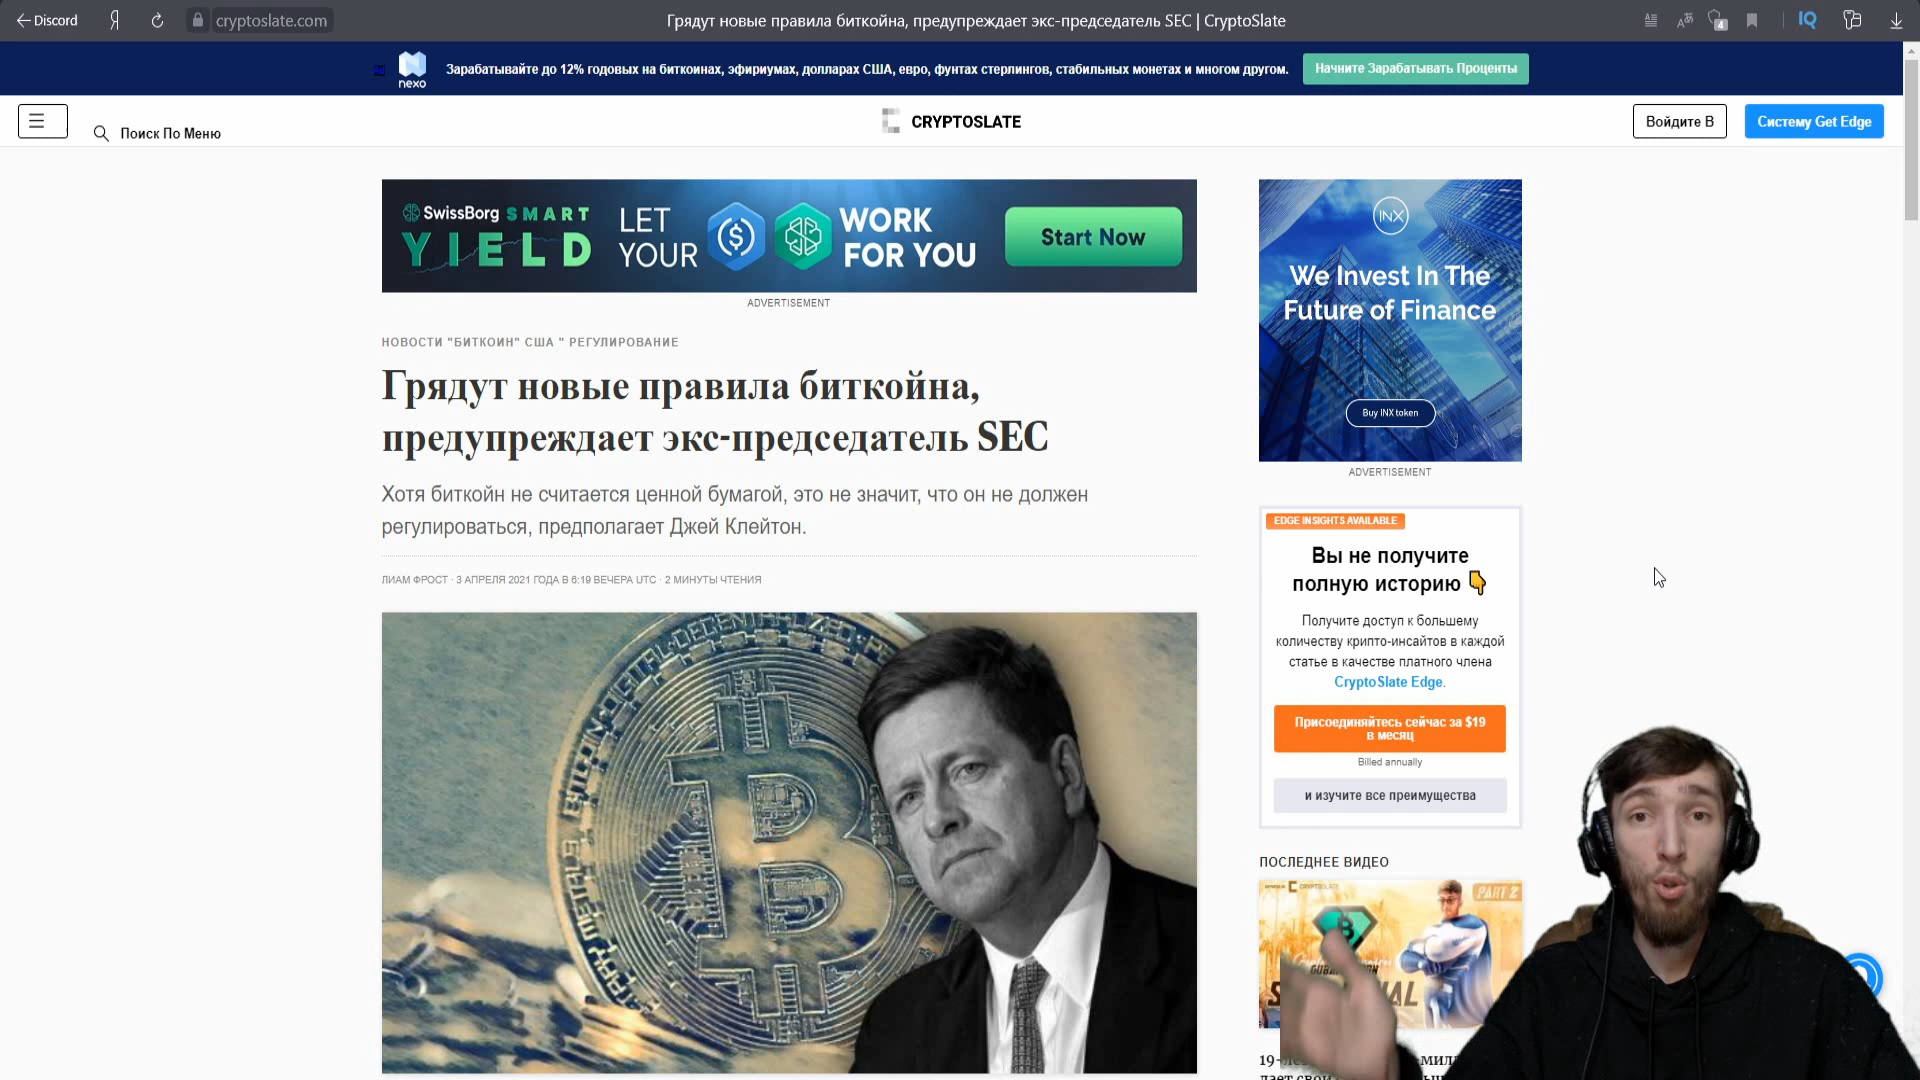 Discord
cryptoslate.com
Грядут новые правила биткойна, предупреждает экс-председатель SEC | CryptoSlate
4
IQ
nexo
Зарабатывайте до 12% годовых на биткоинах, эфириумах, долларах США, евро, фунтах стерлингов, стабильных монетах и многом другом.
Начните Зарабатывать Проценты
Поиск По Меню
CRYPTOSLATE
Войдите В
Систему Get Edge
SwissBorg SMART
YIELD
LET
YOUR
WORK
FOR YOU
Start Now
ADVERTISEMENT
НОВОСТИ "БИТКОИН" США " РЕГУЛИРОВАНИЕ
Грядут новые правила биткойна,
предупреждает экс-председатель SEC
Хотя биткойн не считается ценной бумагой, это не значит, что он не должен
регулироваться, предполагает Джей Клейтон.
ЛИАМ ФРОСТ · 3 АПРЕЛЯ 2021 ГОДА В 6:19 ВЕЧЕРА UTC · 2 МИНУТЫ ЧТЕНИЯ
INX
We Invest In The
Future of Finance
Buy INX token
ADVERTISEMENT
EDGE INSIGHTS AVAILABLE
Вы не получите
полную историю
Получите доступ к большему
количеству крипто-инсайтов в каждой
статье в качестве платного члена
CryptoSlate Edge.
Присоединяйтесь сейчас за $19
в месяц
Billed annually
и изучите все преимущества
ПОСЛЕДНЕЕ ВИДЕО
CRYPTOSLATE
PART 2